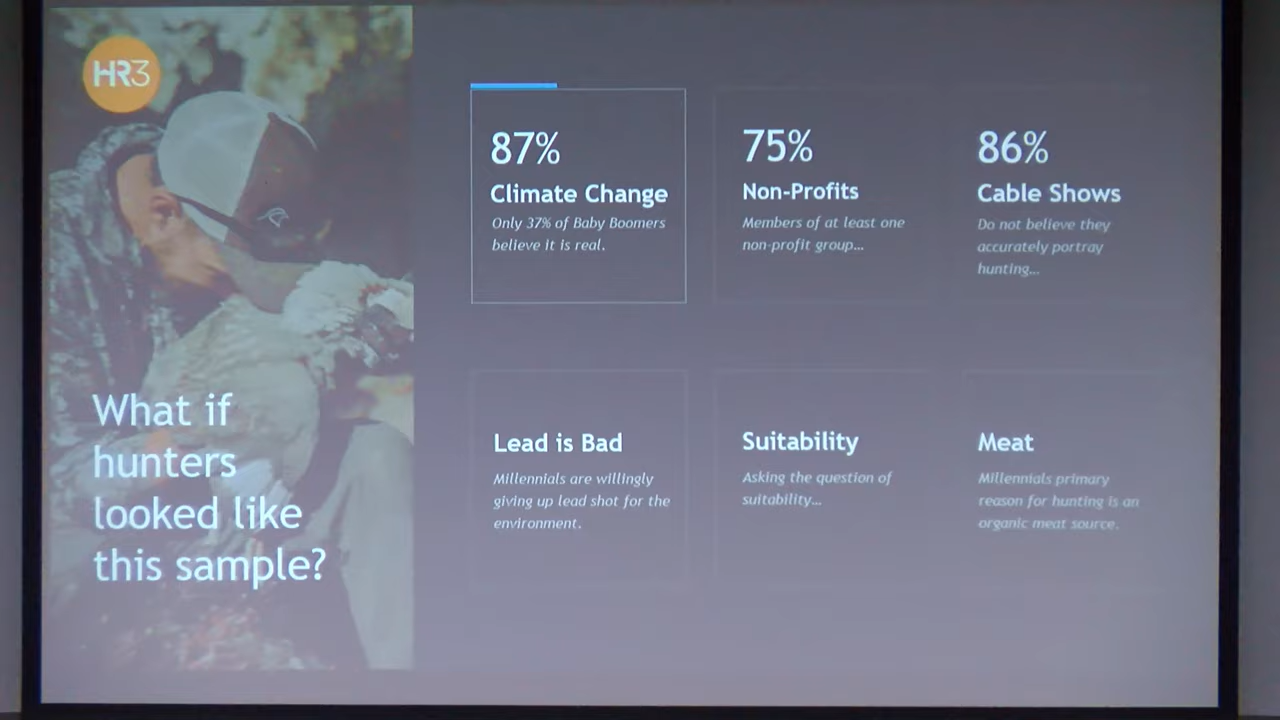 HR3
What if
hunters
looked like
this sample?
87%
Climate Change
Only 37% of Baby Boomers
believe it is real.
75%
Non-Profits
Members of at least one
non-profit group...
86%
Cable Shows
Do not believe they
accurately portray
hunting...
Lead is Bad
Millennials are willingly
giving up lead shot for the
environment.
Suitability
Asking the question of
suitability...
Meat
Millennials primary
reason for hunting is an
organic meat source.